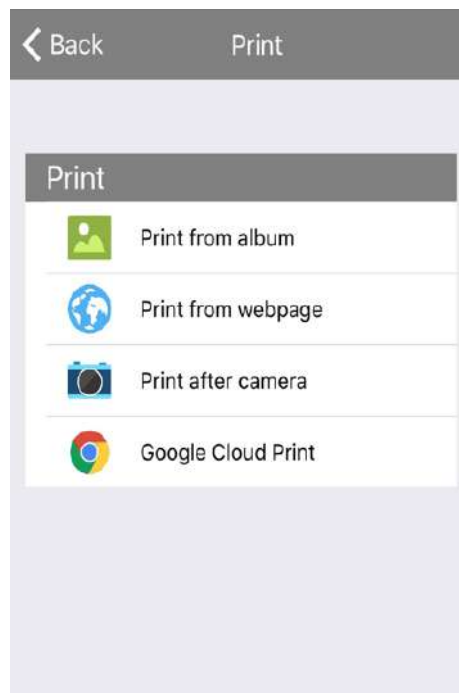 Back Print
Print
Print from album
Print from webpage
Print after camera
Google Cloud Print